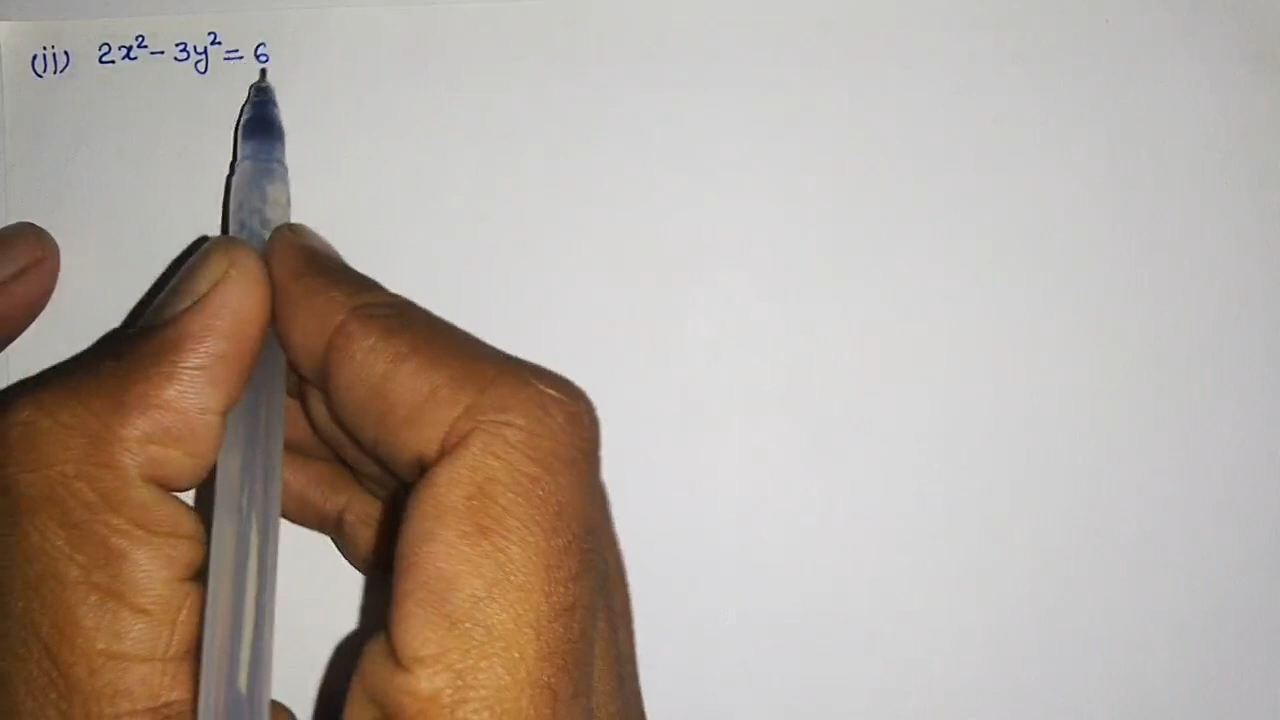 (ii) 2x² - 3y² = 6